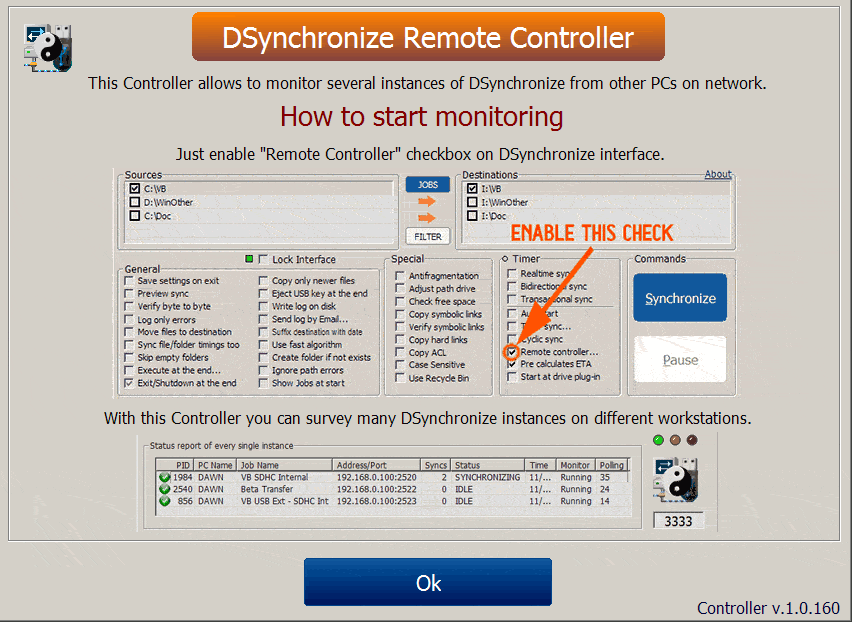 DSynchronize Remote Controller
This Controller allows to monitor several instances of DSynchronize from other PCs on network.
How to start monitoring
Just enable "Remote Controller" checkbox on DSynchronize interface.
Sources
C:\VB
D:\WinOther
C:\Doc
JOBS
FILTER
Destinations
About
I:\VB
I:\WinOther
I:\Doc
ENABLE THIS CHECK
Lock Interface
General
Save settings on exit
Preview sync
Verify byte to byte
Log only errors
Move files to destination
Sync file/folder timings too
Skip empty folders
Execute at the end...
Exit/Shutdown at the end
Copy only newer files
Eject USB key at the end
Write log on disk
Send log by Email...
Suffix destination with date
Use fast algorithm
Create folder if not exists
Ignore path errors
Show Jobs at start
Special
Antifragmentation
Adjust path drive
Check free space
Copy symbolic links
Verify symbolic links
Copy hard links
Copy ACL
Case Sensitive
Use Recycle Bin
Timer
Realtime sync
Bidirectional sync
Transactional sync
sync...
Cyclic sync
Remote controller...
Pre calculates ETA
Start at drive plug-in
Commands
Synchronize
Pause
With this Controller you can survey many DSynchronize instances on different workstations.
Status report of every single instance
PID PC Name Job Name Address/Port Syncs Status Time Monitor Polling
1984 DAWN VB SDHC Internal 192.168.0.100:2520 2 SYNCHRONIZING 11/... Running 35
2540 DAWN Beta Transfer 192.168.0.100:2522 0 IDLE 11/... Running 24
856 DAWN VB USB Ext - SDHC Int 192.168.0.100:2523 0 IDLE 11/... Running 14
3333
Ok
Controller v.1.0.160